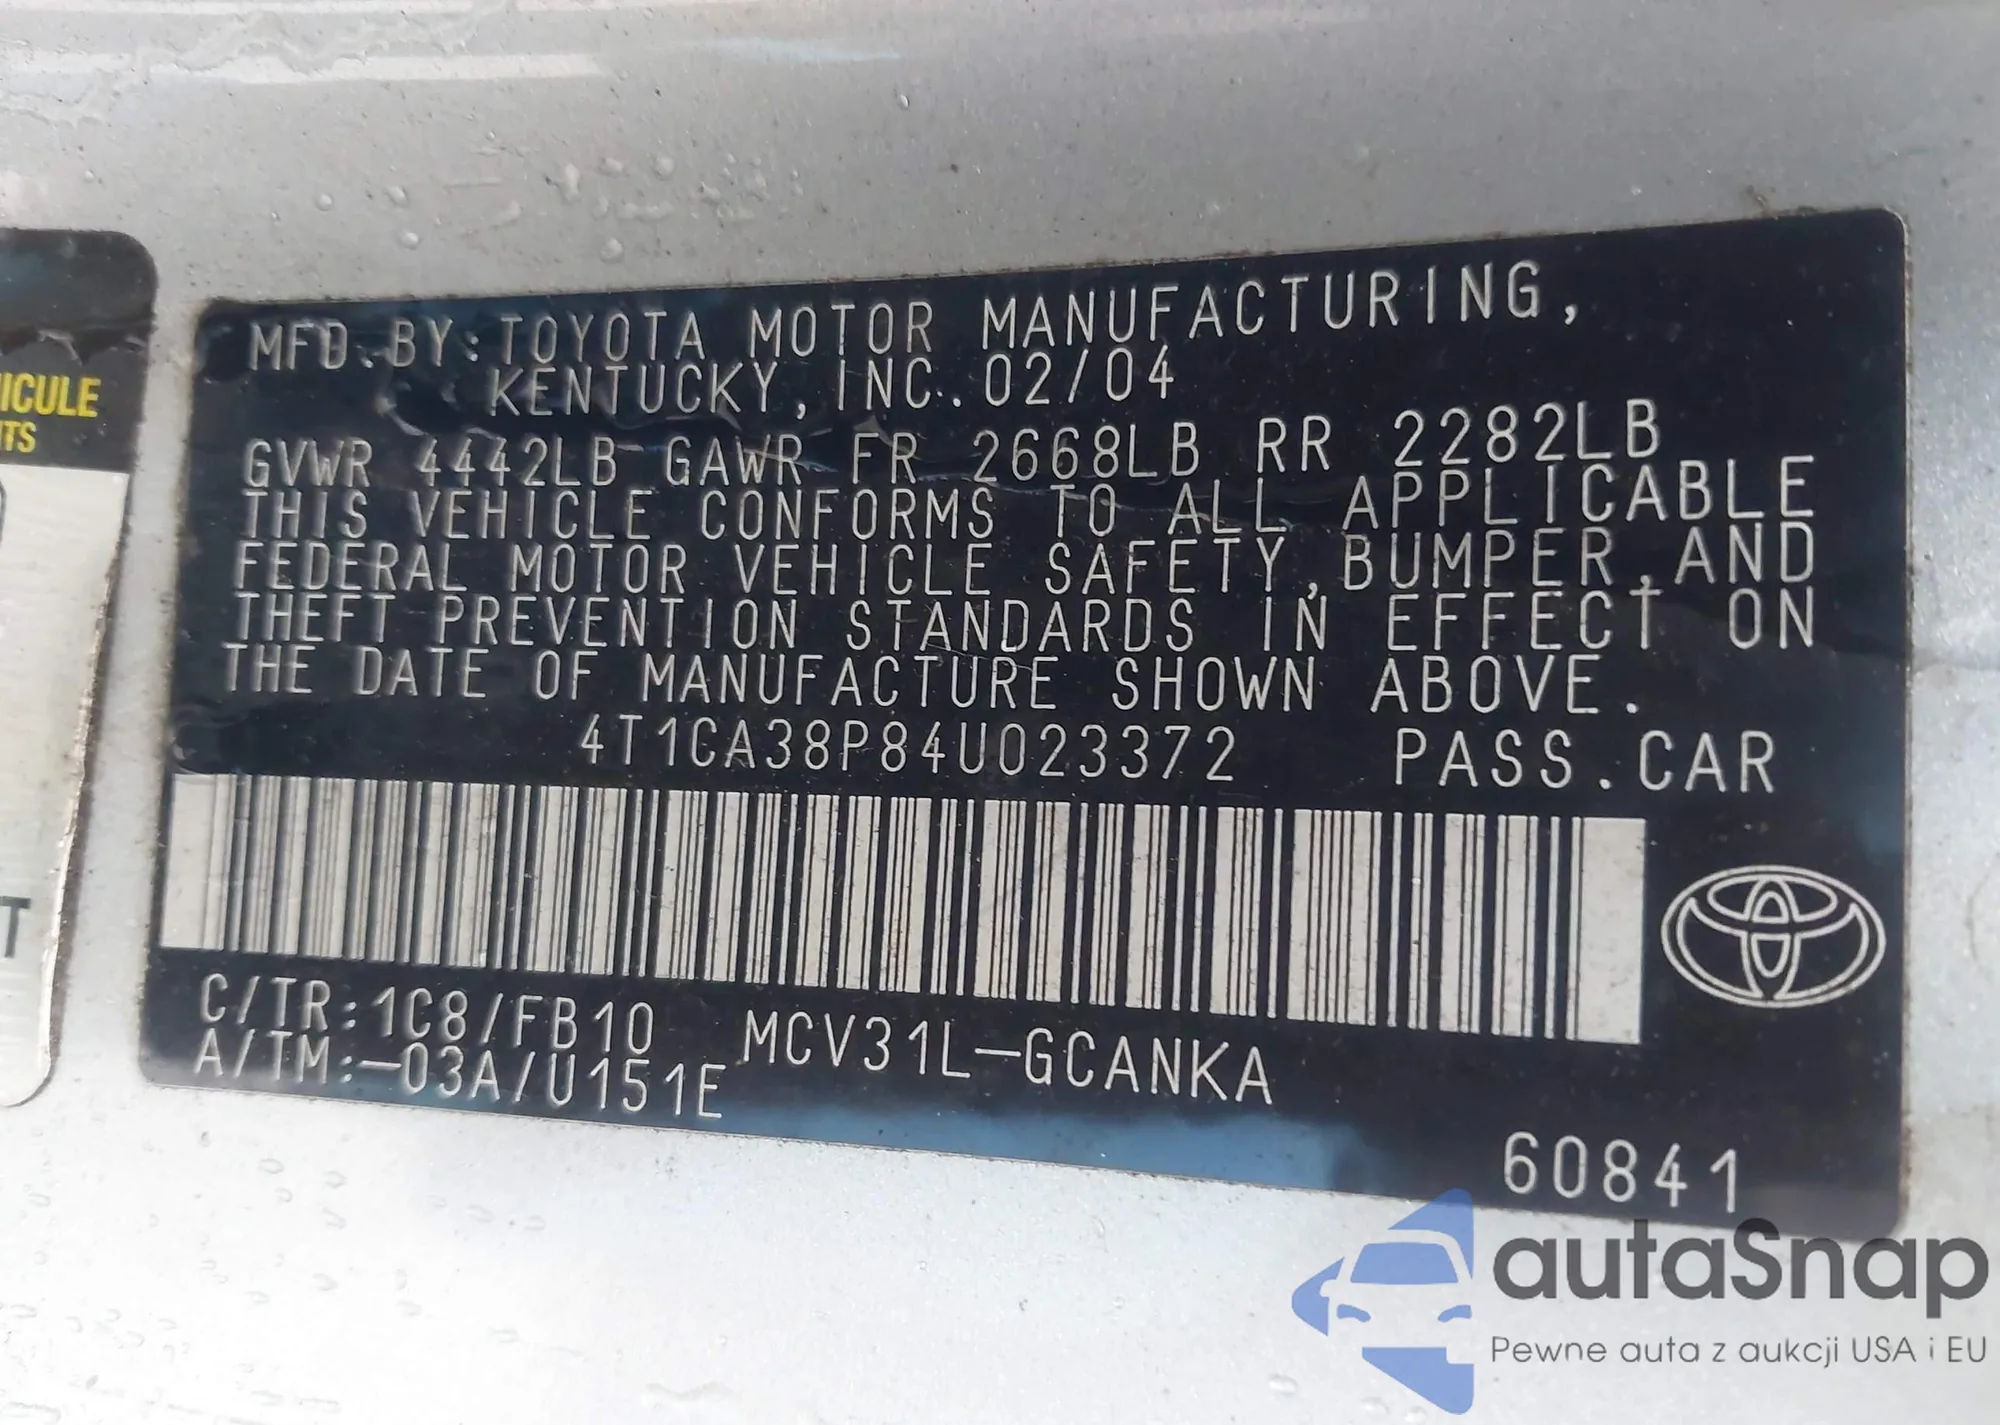 ICULE
ITS
T
MFD.BY:TOYOTA MOTOR MANUFACTURING,
KENTUCKY, INC. 02/04
GVWR 4442LB GAWR FR 2668LB RR 2282LB
THIS VEHICLE CONFORMS TO ALL APPLICABLE
FEDERAL MOTOR VEHICLE SAFETY,BUMPER,AND
THEFT PREVENTION STANDARDS IN EFFECT ON
THE DATE OF MANUFACTURE SHOWN ABOVE.
4T1CA38P84U023372 PASS.CAR
C/TR:1C8/FB10 MCV31L-GCANKA
A/TM:-03A/U151E
60841
autaSnap
Pewne auta z aukcji USA i EU